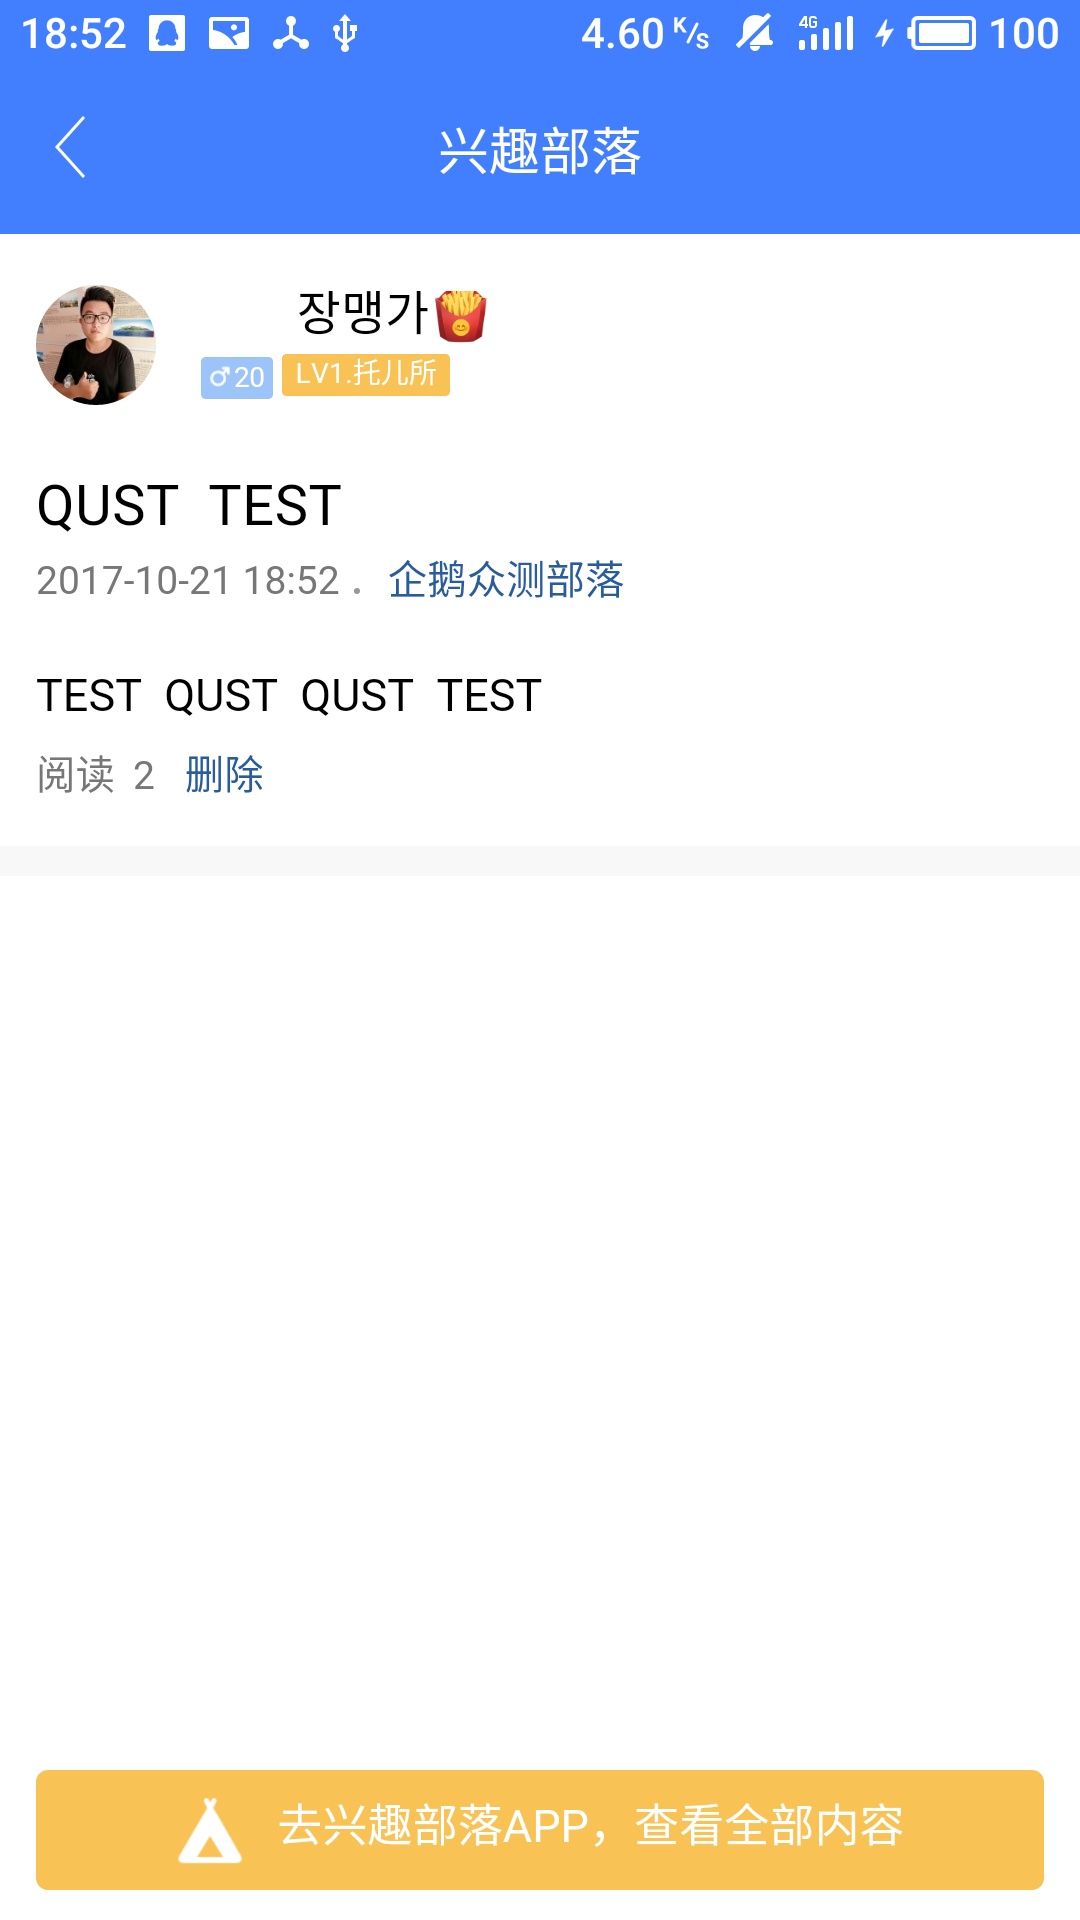 18:52 4.60 K/s 4G 100
兴趣部落
장맹가🍟
♂20 LV1.托儿所
QUST TEST
2017-10-21 18:52 . 企鹅众测部落
TEST QUST QUST TEST
阅读 2 删除
去兴趣部落APP，查看全部内容